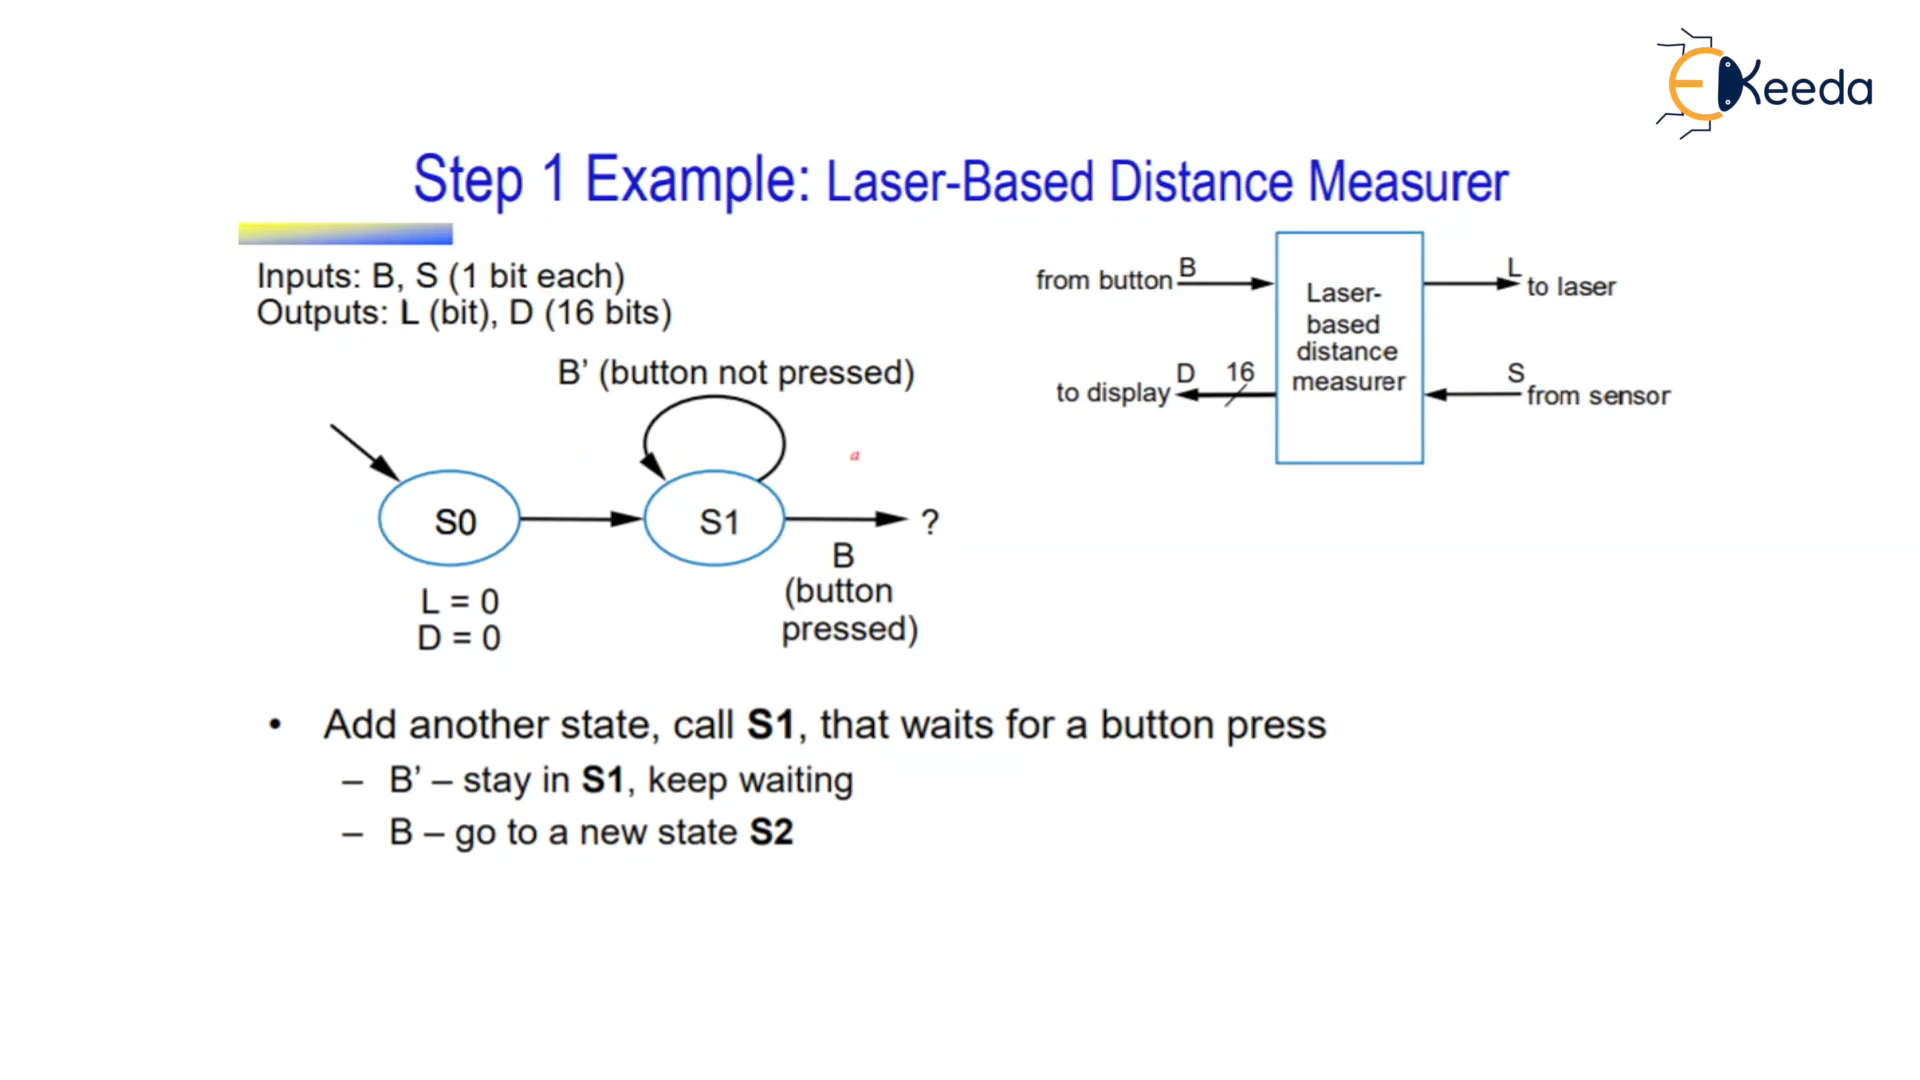 EKeeda
Step 1 Example: Laser-Based Distance Measurer
Inputs: B, S (1 bit each)
Outputs: L (bit), D (16 bits)
from button B
L to laser
Laser-
based
distance
measurer
to display D 16
S from sensor
B’ (button not pressed)
a
S0
S1
?
B
(button
pressed)
L = 0
D = 0
• Add another state, call S1, that waits for a button press
– B’ – stay in S1, keep waiting
– B – go to a new state S2